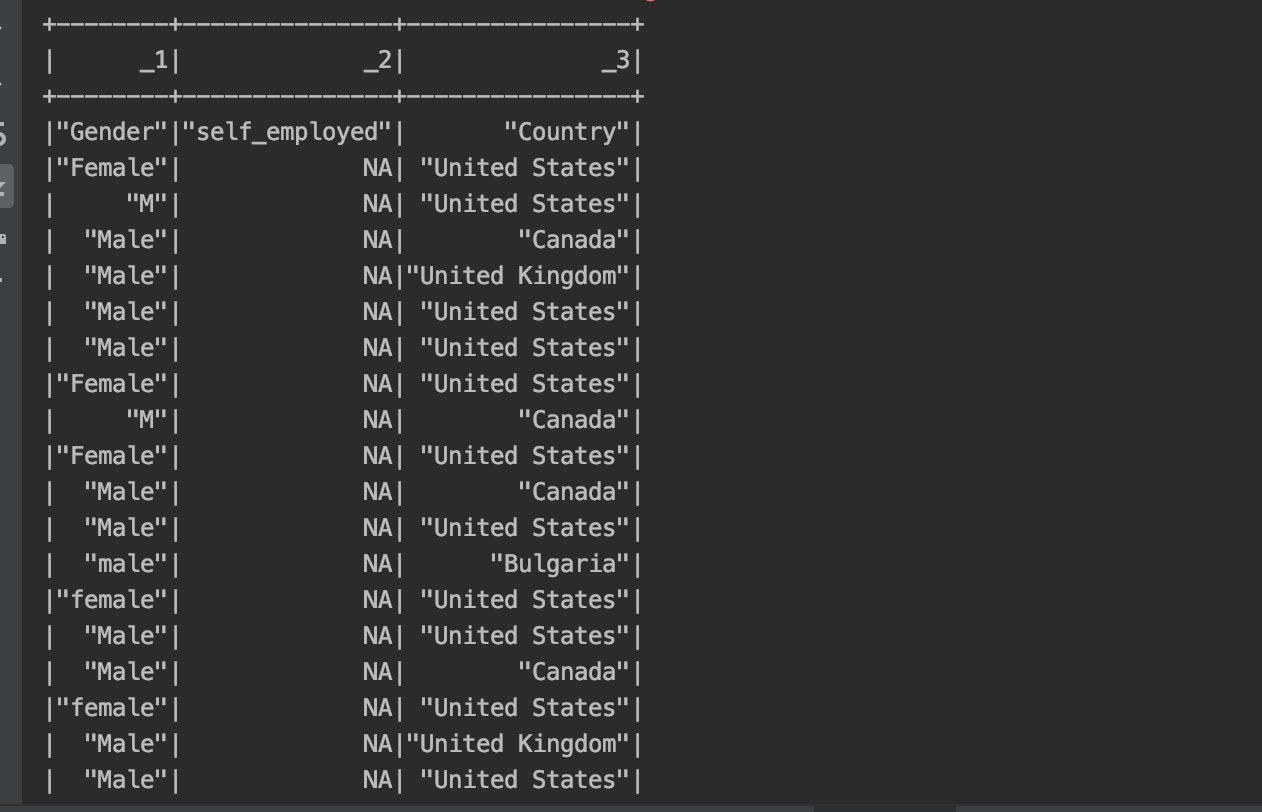 +--------+---------------+----------------+
|      _1|             _2|              _3|
+--------+---------------+----------------+
|"Gender"|"self_employed"|       "Country"|
|"Female"|             NA| "United States"|
|     "M"|             NA| "United States"|
|  "Male"|             NA|        "Canada"|
|  "Male"|             NA|"United Kingdom"|
|  "Male"|             NA| "United States"|
|  "Male"|             NA| "United States"|
|"Female"|             NA| "United States"|
|     "M"|             NA|        "Canada"|
|"Female"|             NA| "United States"|
|  "Male"|             NA|        "Canada"|
|  "Male"|             NA| "United States"|
|  "male"|             NA|      "Bulgaria"|
|"female"|             NA| "United States"|
|  "Male"|             NA| "United States"|
|  "Male"|             NA|        "Canada"|
|"female"|             NA| "United States"|
|  "Male"|             NA|"United Kingdom"|
|  "Male"|             NA| "United States"|